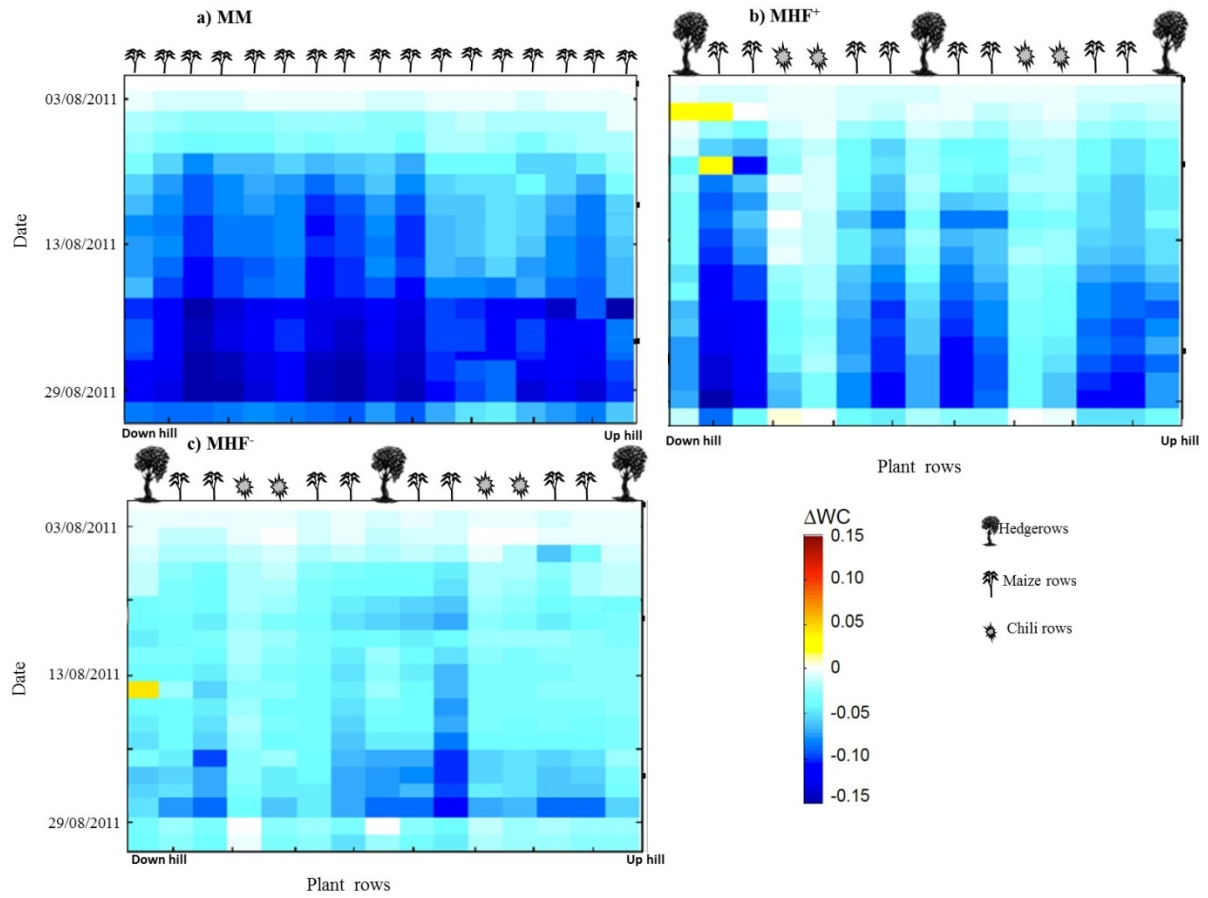 a) MM
b) MHF⁺
03/08/2011
13/08/2011
29/08/2011
Date
Down hill
Up hill
Down hill
Up hill
Plant rows
c) MHF⁻
03/08/2011
13/08/2011
29/08/2011
Date
Down hill
Up hill
Plant rows
ΔWC
0.15
0.10
0.05
0
-0.05
-0.10
-0.15
Hedgerows
Maize rows
Chili rows